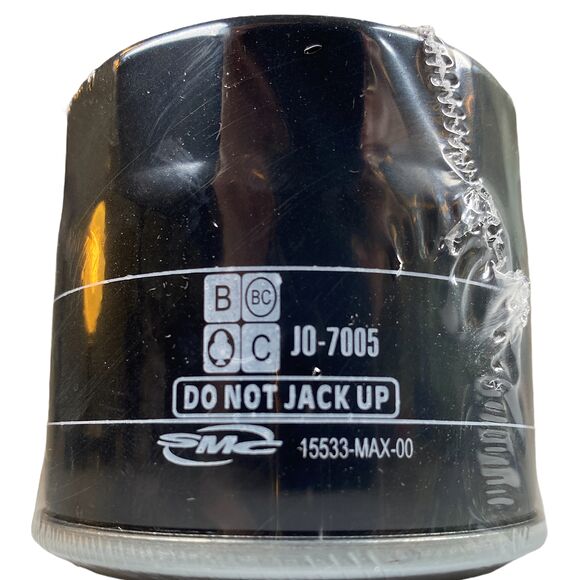 B BC
C JO-7005
DO NOT JACK UP
SMC 15533-MAX-00